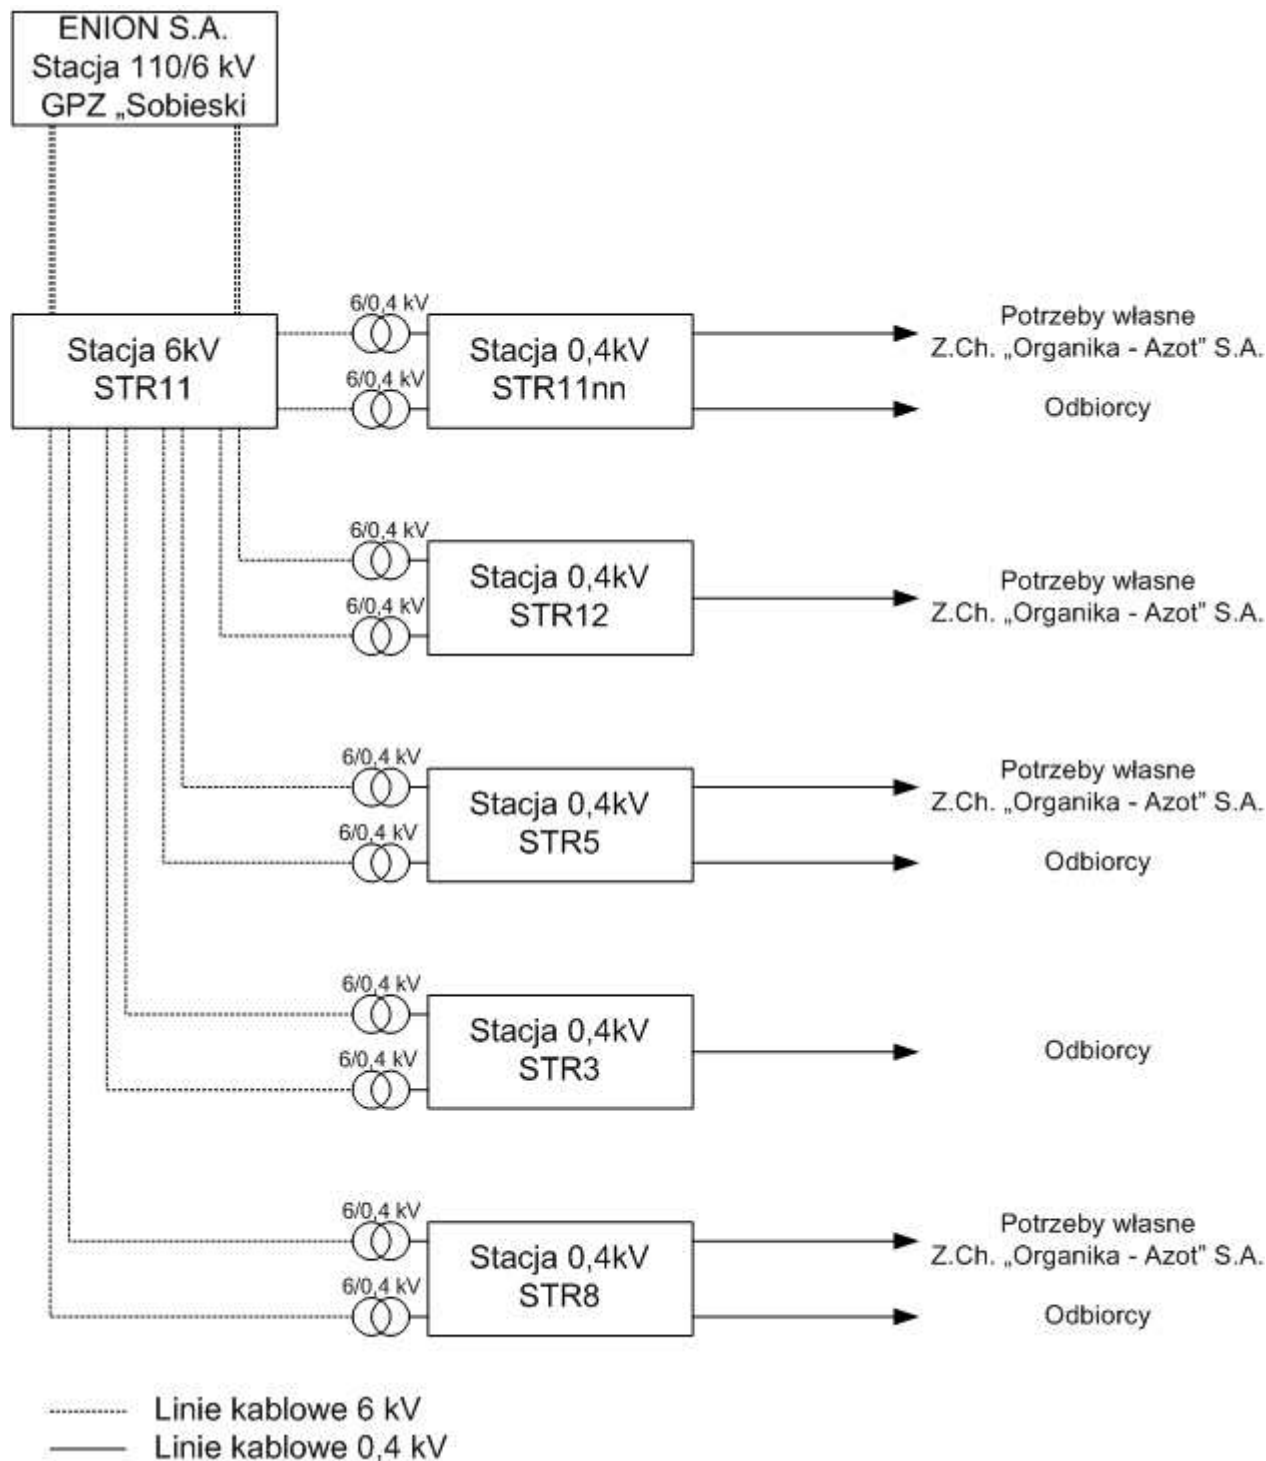 ENION S.A.
Stacja 110/6 kV
GPZ „Sobieski
Stacja 6kV
STR11
6/0,4 kV
6/0,4 kV
Stacja 0,4kV
STR11nn
Potrzeby własne
Z.Ch. „Organika - Azot” S.A.
Odbiorcy
6/0,4 kV
6/0,4 kV
Stacja 0,4kV
STR12
Potrzeby własne
Z.Ch. „Organika - Azot” S.A.
6/0,4 kV
6/0,4 kV
Stacja 0,4kV
STR5
Potrzeby własne
Z.Ch. „Organika - Azot” S.A.
Odbiorcy
6/0,4 kV
6/0,4 kV
Stacja 0,4kV
STR3
Odbiorcy
6/0,4 kV
6/0,4 kV
Stacja 0,4kV
STR8
Potrzeby własne
Z.Ch. „Organika - Azot” S.A.
Odbiorcy
Linie kablowe 6 kV
Linie kablowe 0,4 kV